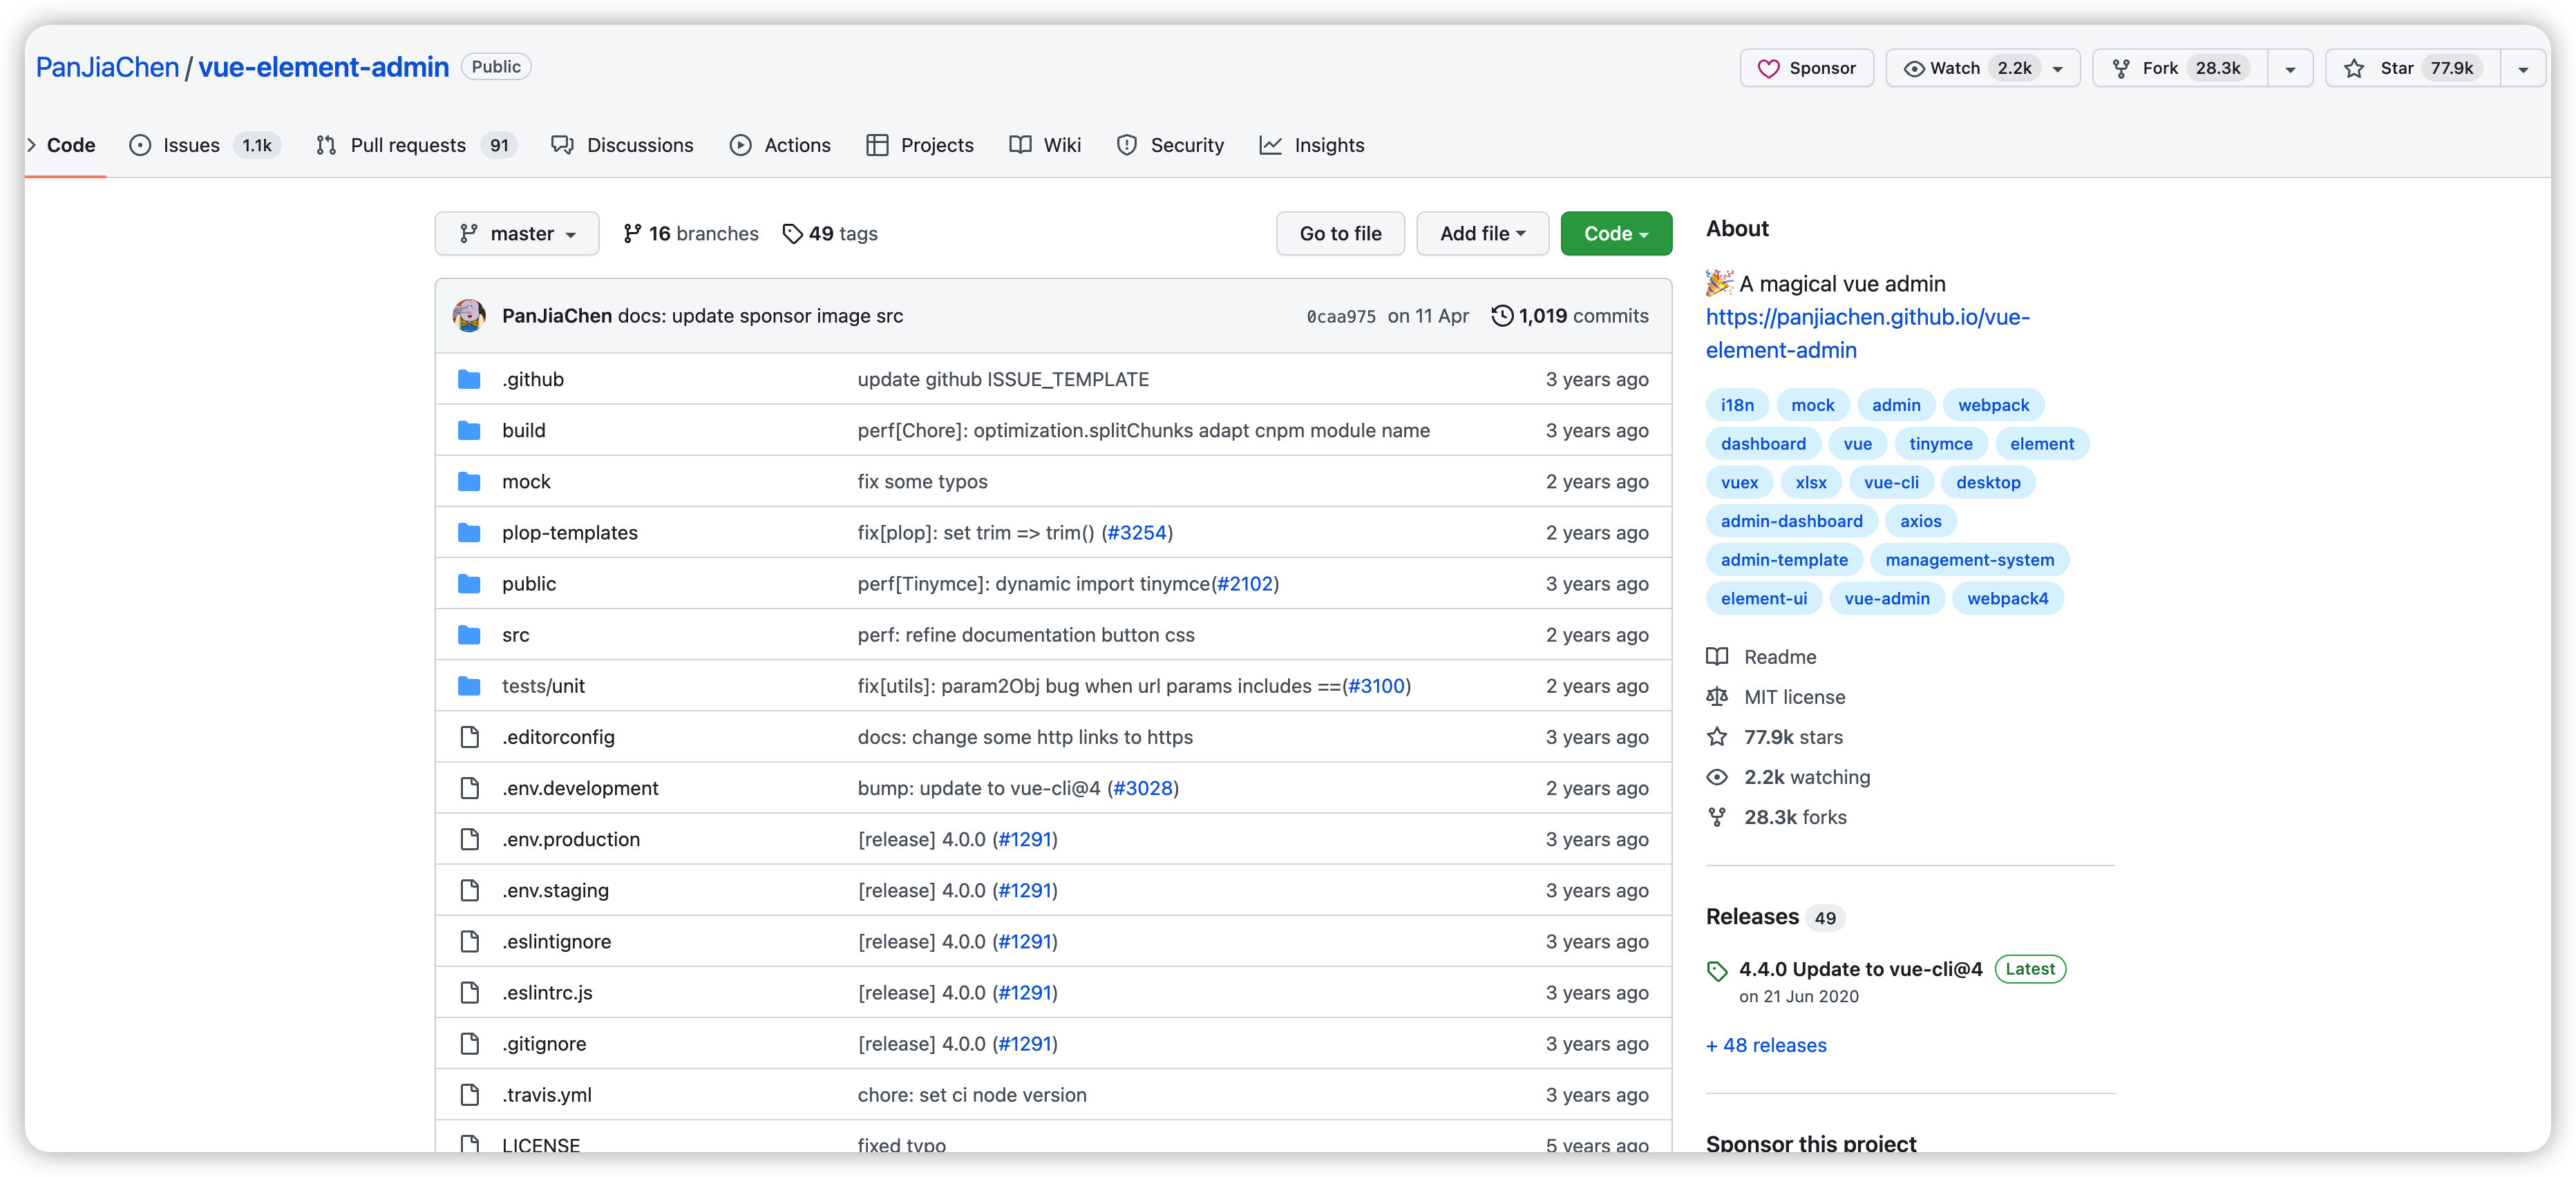 PanJiaChen / vue-element-admin Public
Sponsor Watch 2.2k Fork 28.3k Star 77.9k
Code Issues 1.1k Pull requests 91 Discussions Actions Projects Wiki Security Insights
master 16 branches 49 tags Go to file Add file Code
PanJiaChen docs: update sponsor image src 0caa975 on 11 Apr 1,019 commits
.github update github ISSUE_TEMPLATE 3 years ago
build perf[Chore]: optimization.splitChunks adapt cnpm module name 3 years ago
mock fix some typos 2 years ago
plop-templates fix[plop]: set trim => trim() (#3254) 2 years ago
public perf[Tinymce]: dynamic import tinymce(#2102) 3 years ago
src perf: refine documentation button css 2 years ago
tests/unit fix[utils]: param2Obj bug when url params includes ==(#3100) 2 years ago
.editorconfig docs: change some http links to https 3 years ago
.env.development bump: update to vue-cli@4 (#3028) 2 years ago
.env.production [release] 4.0.0 (#1291) 3 years ago
.env.staging [release] 4.0.0 (#1291) 3 years ago
.eslintignore [release] 4.0.0 (#1291) 3 years ago
.eslintrc.js [release] 4.0.0 (#1291) 3 years ago
.gitignore [release] 4.0.0 (#1291) 3 years ago
.travis.yml chore: set ci node version 3 years ago
LICENSE fixed typo 5 years ago
About
🎉 A magical vue admin
https://panjiachen.github.io/vue-
element-admin
i18n mock admin webpack
dashboard vue tinymce element
vuex xlsx vue-cli desktop
admin-dashboard axios
admin-template management-system
element-ui vue-admin webpack4
Readme
MIT license
77.9k stars
2.2k watching
28.3k forks
Releases 49
4.4.0 Update to vue-cli@4 Latest
on 21 Jun 2020
+ 48 releases
Sponsor this project